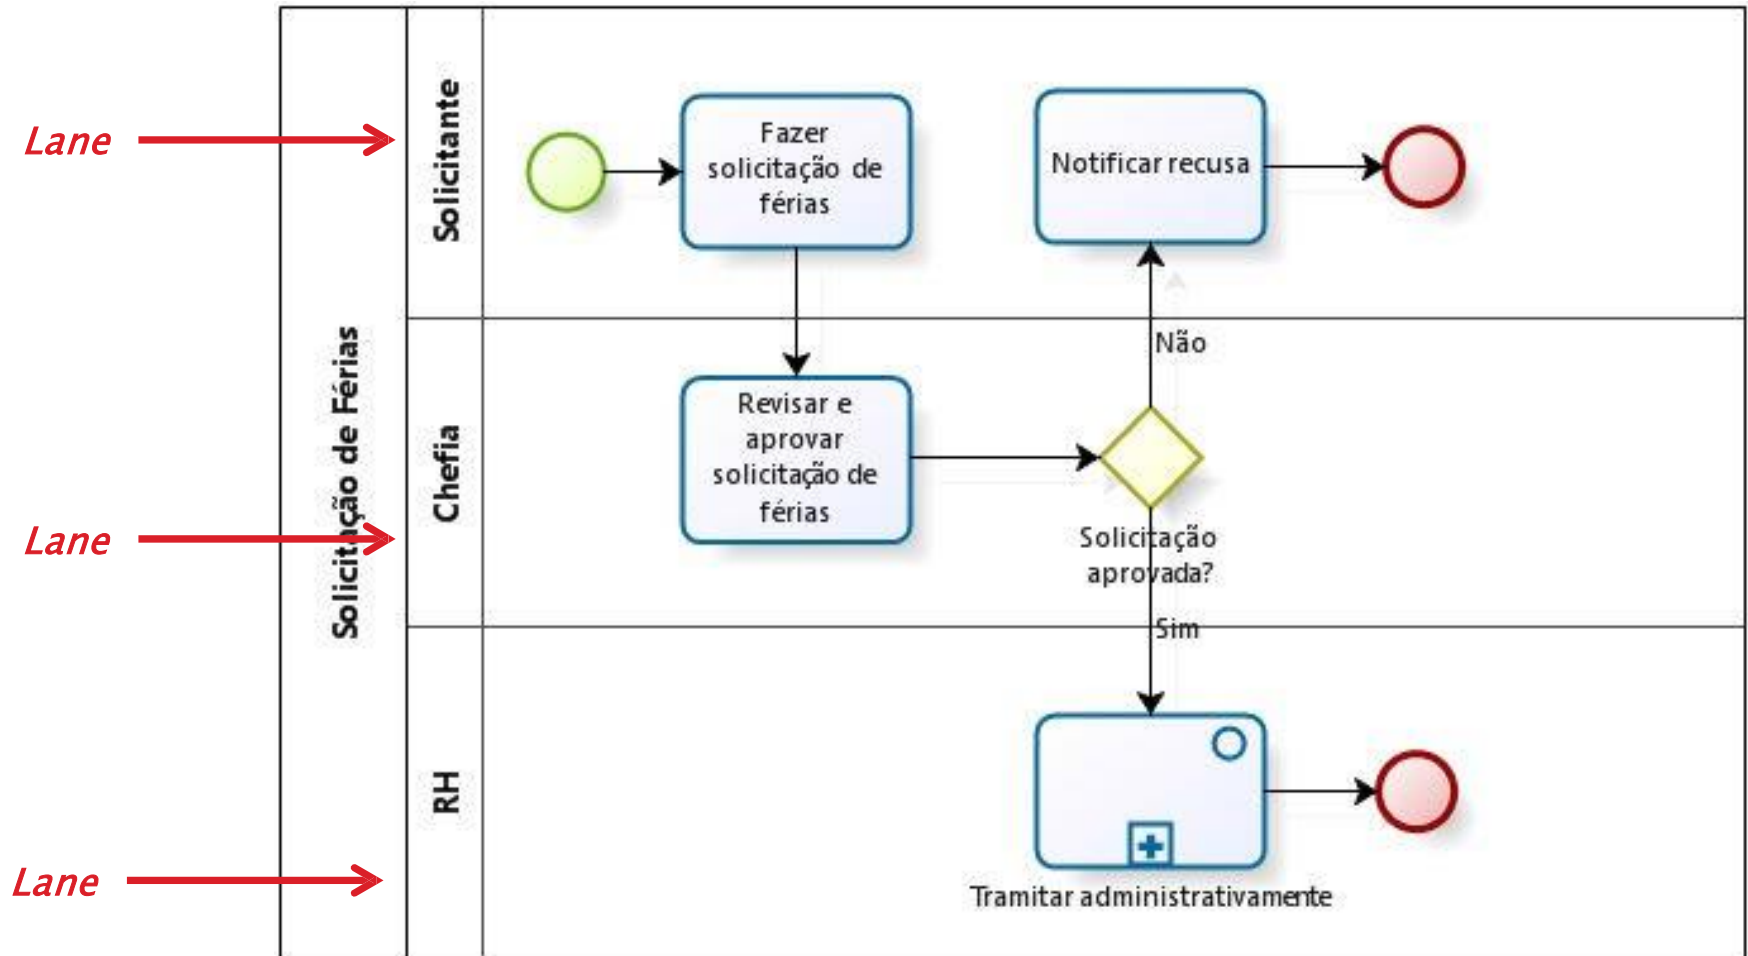 Lane
Lane
Lane
Solicitação de Férias
Solicitante
Chefia
RH
Fazer
solicitação de
férias
Notificar recusa
Não
Revisar e
aprovar
solicitação de
férias
Solicitação
aprovada?
Sim
Tramitar administrativamente